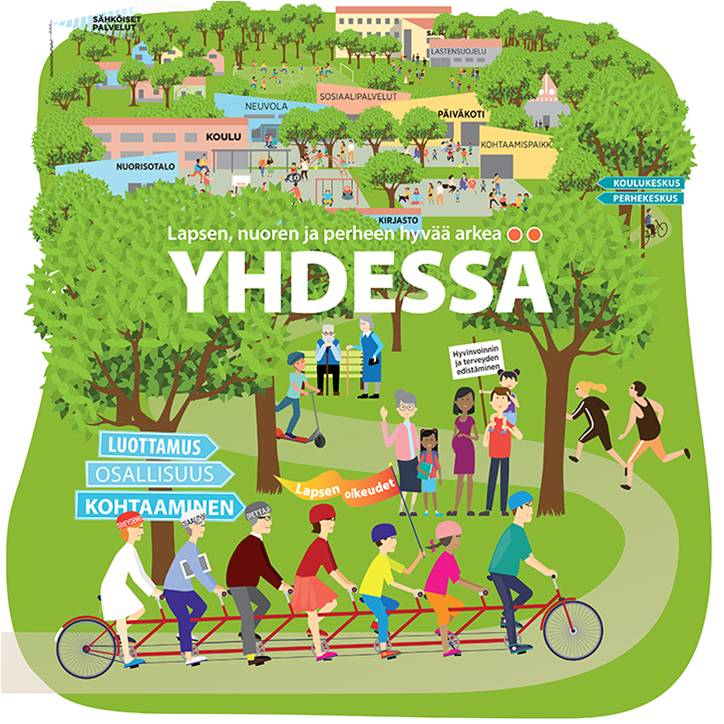 SÄHKÖISET
PALVELUT
LASTENSUOJELU
SOSIAALIPALVELUT
NEUVOLA
PÄIVÄKOTI
KOULU
KOHTAAMISPAIKK
NUORISOTALO
KOULUKESKUS
PERHEKESKUS
KIRJASTO
Lapsen, nuoren ja perheen hyvää arkea
YHDESSÄ
Hyvinvoinnin
ja terveyden
edistäminen
LUOTTAMUS
OSALLISUUS
KOHTAAMINEN
Lapsen oikeudet
OPETTAJA